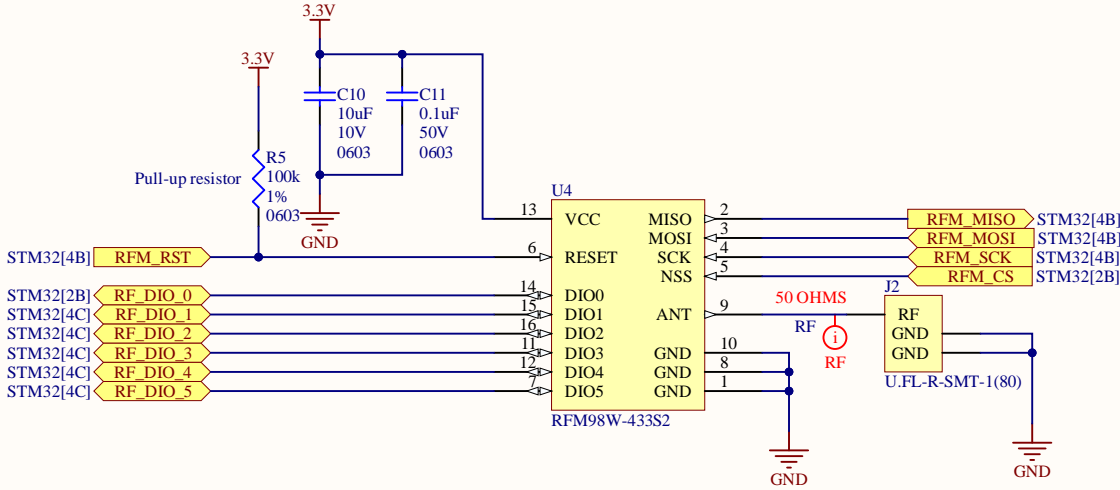 3.3V
3.3V
C10
10uF
10V
0603
C11
0.1uF
50V
0603
Pull-up resistor
R5
100k
1%
0603
GND
U4
13 VCC MISO 2 RFM_MISO STM32[4B]
MOSI 3 RFM_MOSI STM32[4B]
STM32[4B] RFM_RST 6 RESET SCK 4 RFM_SCK STM32[4B]
NSS 5 RFM_CS STM32[2B]
STM32[2B] RF_DIO_0 14 DIO0
STM32[4C] RF_DIO_1 15 DIO1 ANT 9
STM32[4C] RF_DIO_2 16 DIO2
STM32[4C] RF_DIO_3 11 DIO3 GND 10
STM32[4C] RF_DIO_4 12 DIO4 GND 8
STM32[4C] RF_DIO_5 7 DIO5 GND 1
RFM98W-433S2
50 OHMS
RF
i
RF
J2
RF
GND
GND
U.FL-R-SMT-1(80)
GND
GND